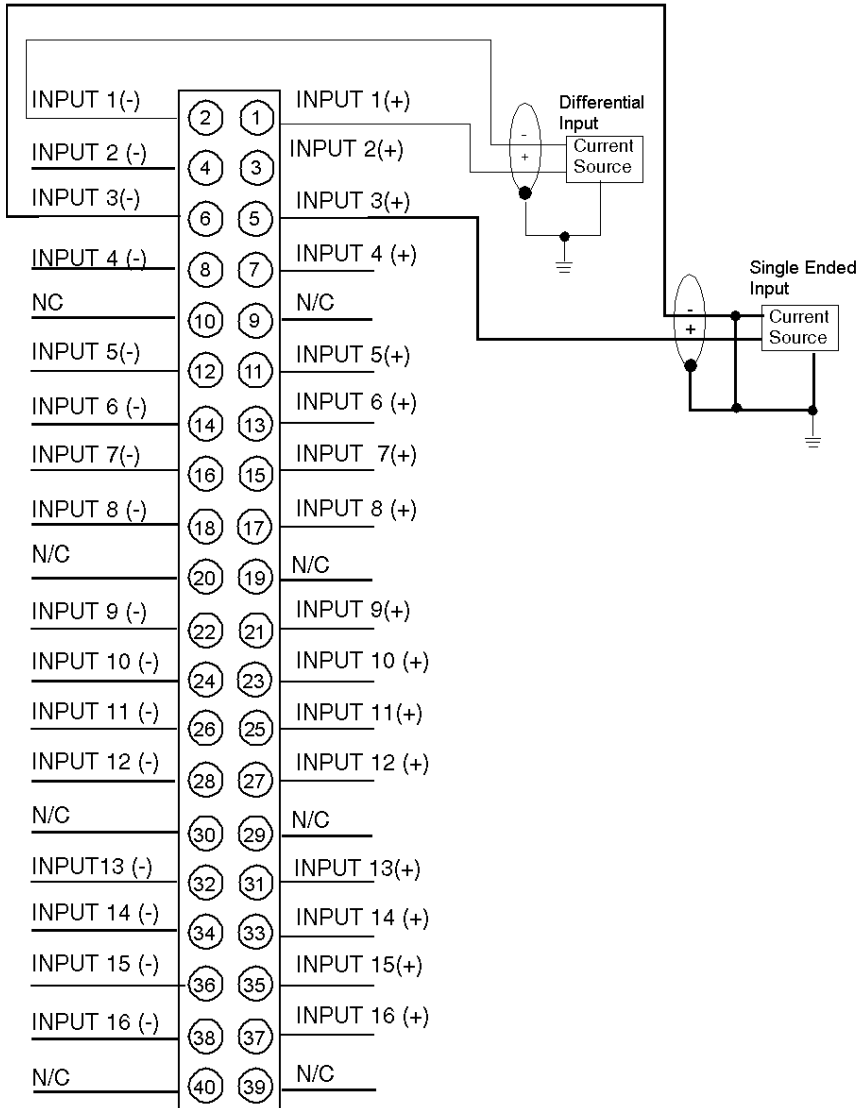 INPUT 1(-) 2 1 INPUT 1(+)
Differential
Input
- Current
+ Source
INPUT 2 (-) 4 3 INPUT 2(+)
INPUT 3(-) 6 5 INPUT 3(+)
INPUT 4 (-) 8 7 INPUT 4 (+)
Single Ended
Input
- Current
+ Source
NC 10 9 N/C
INPUT 5(-) 12 11 INPUT 5(+)
INPUT 6 (-) 14 13 INPUT 6 (+)
INPUT 7(-) 16 15 INPUT 7(+)
INPUT 8 (-) 18 17 INPUT 8 (+)
N/C 20 19 N/C
INPUT 9 (-) 22 21 INPUT 9(+)
INPUT 10 (-) 24 23 INPUT 10 (+)
INPUT 11 (-) 26 25 INPUT 11(+)
INPUT 12 (-) 28 27 INPUT 12 (+)
N/C 30 29 N/C
INPUT13 (-) 32 31 INPUT 13(+)
INPUT 14 (-) 34 33 INPUT 14 (+)
INPUT 15 (-) 36 35 INPUT 15(+)
INPUT 16 (-) 38 37 INPUT 16 (+)
N/C 40 39 N/C